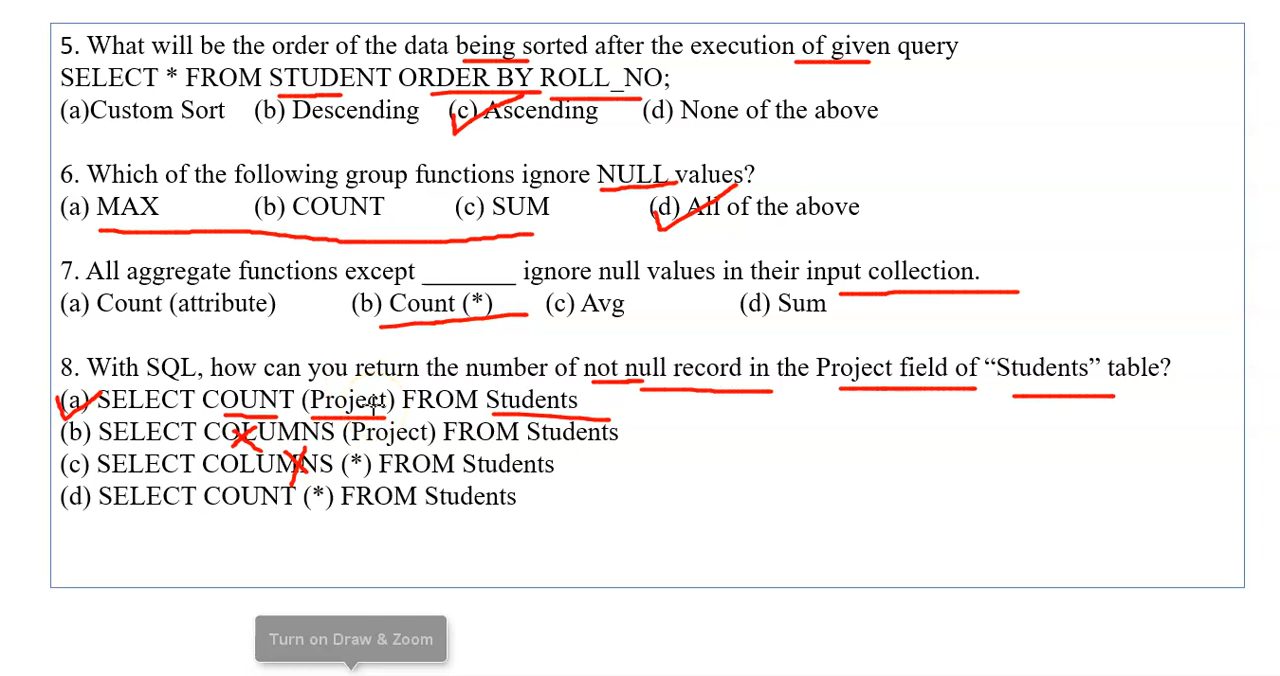 5. What will be the order of the data being sorted after the execution of given query
SELECT * FROM STUDENT ORDER BY ROLL_NO;
(a)Custom Sort (b) Descending (c) Ascending (d) None of the above
6. Which of the following group functions ignore NULL values?
(a) MAX (b) COUNT (c) SUM (d) All of the above
7. All aggregate functions except _______ ignore null values in their input collection.
(a) Count (attribute) (b) Count (*) (c) Avg (d) Sum
8. With SQL, how can you return the number of not null record in the Project field of “Students” table?
(a) SELECT COUNT (Project) FROM Students
(b) SELECT COLUMNS (Project) FROM Students
(c) SELECT COLUMNS (*) FROM Students
(d) SELECT COUNT (*) FROM Students
Turn on Draw & Zoom